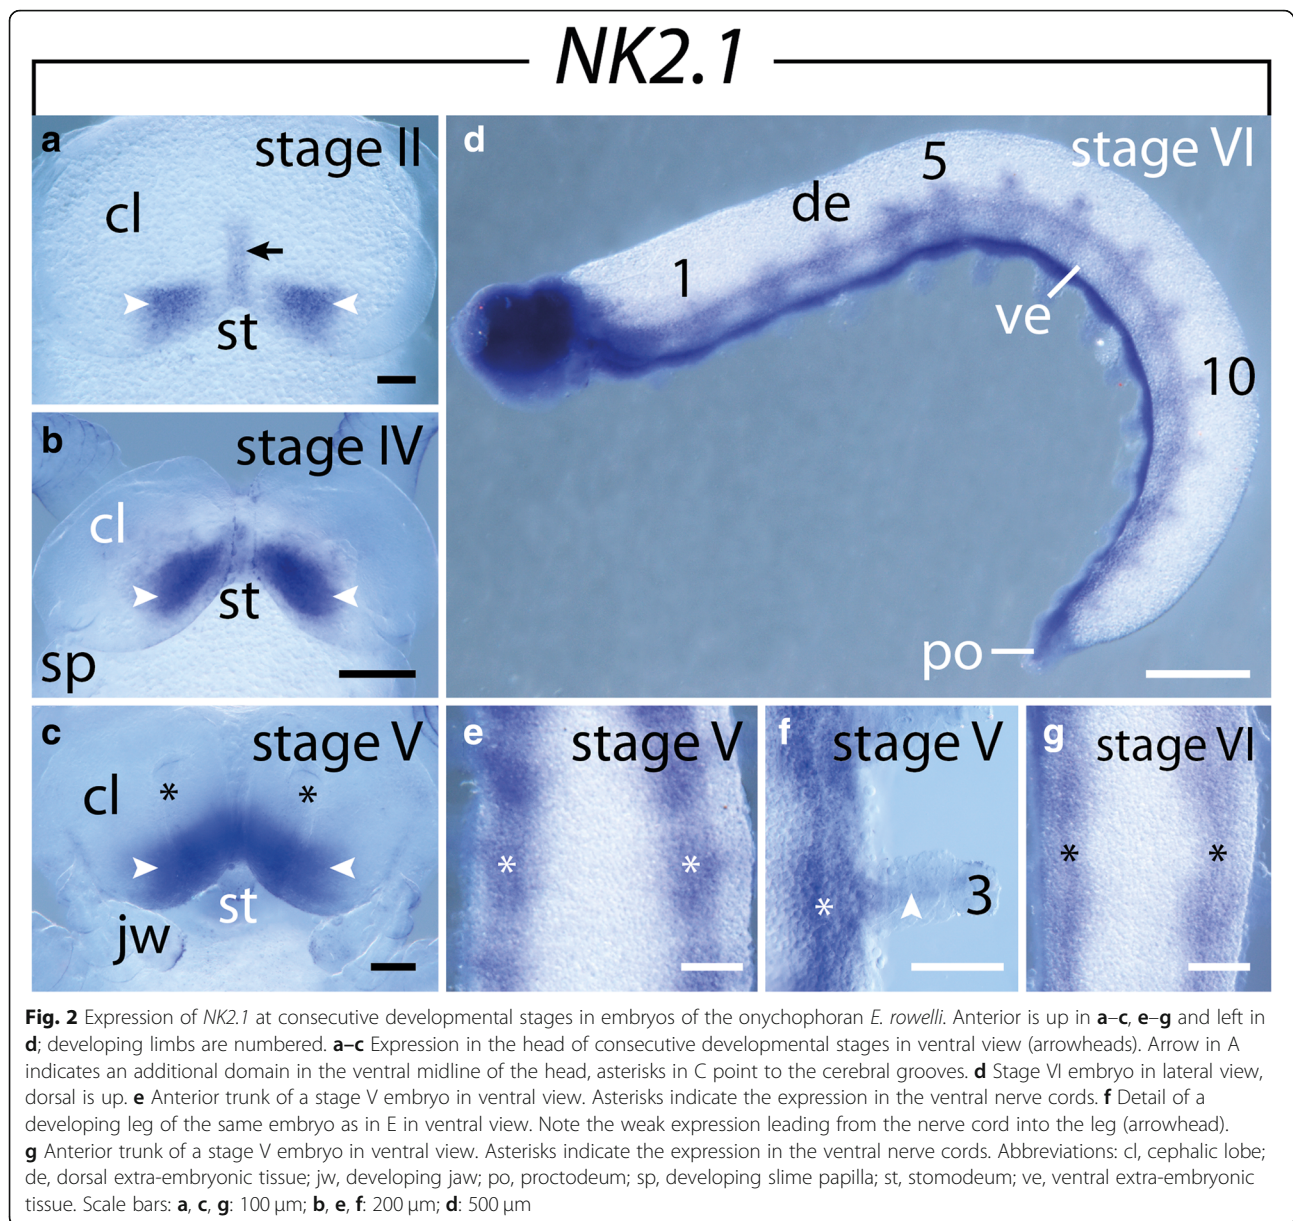 NK2.1
a
stage II
cl
st
b
stage IV
cl
st
sp
c
stage V
cl
* *
st
jw
d
stage VI
5
de
1
ve
10
po
e
stage V
* *
f
stage V
3
*
g
stage VI
* *
Fig. 2 Expression of NK2.1 at consecutive developmental stages in embryos of the onychophoran E. rowelli. Anterior is up in a–c, e–g and left in
d; developing limbs are numbered. a–c Expression in the head of consecutive developmental stages in ventral view (arrowheads). Arrow in A
indicates an additional domain in the ventral midline of the head, asterisks in C point to the cerebral grooves. d Stage VI embryo in lateral view,
dorsal is up. e Anterior trunk of a stage V embryo in ventral view. Asterisks indicate the expression in the ventral nerve cords. f Detail of a
developing leg of the same embryo as in E in ventral view. Note the weak expression leading from the nerve cord into the leg (arrowhead).
g Anterior trunk of a stage V embryo in ventral view. Asterisks indicate the expression in the ventral nerve cords. Abbreviations: cl, cephalic lobe;
de, dorsal extra-embryonic tissue; jw, developing jaw; po, proctodeum; sp, developing slime papilla; st, stomodeum; ve, ventral extra-embryonic
tissue. Scale bars: a, c, g: 100 μm; b, e, f: 200 μm; d: 500 μm